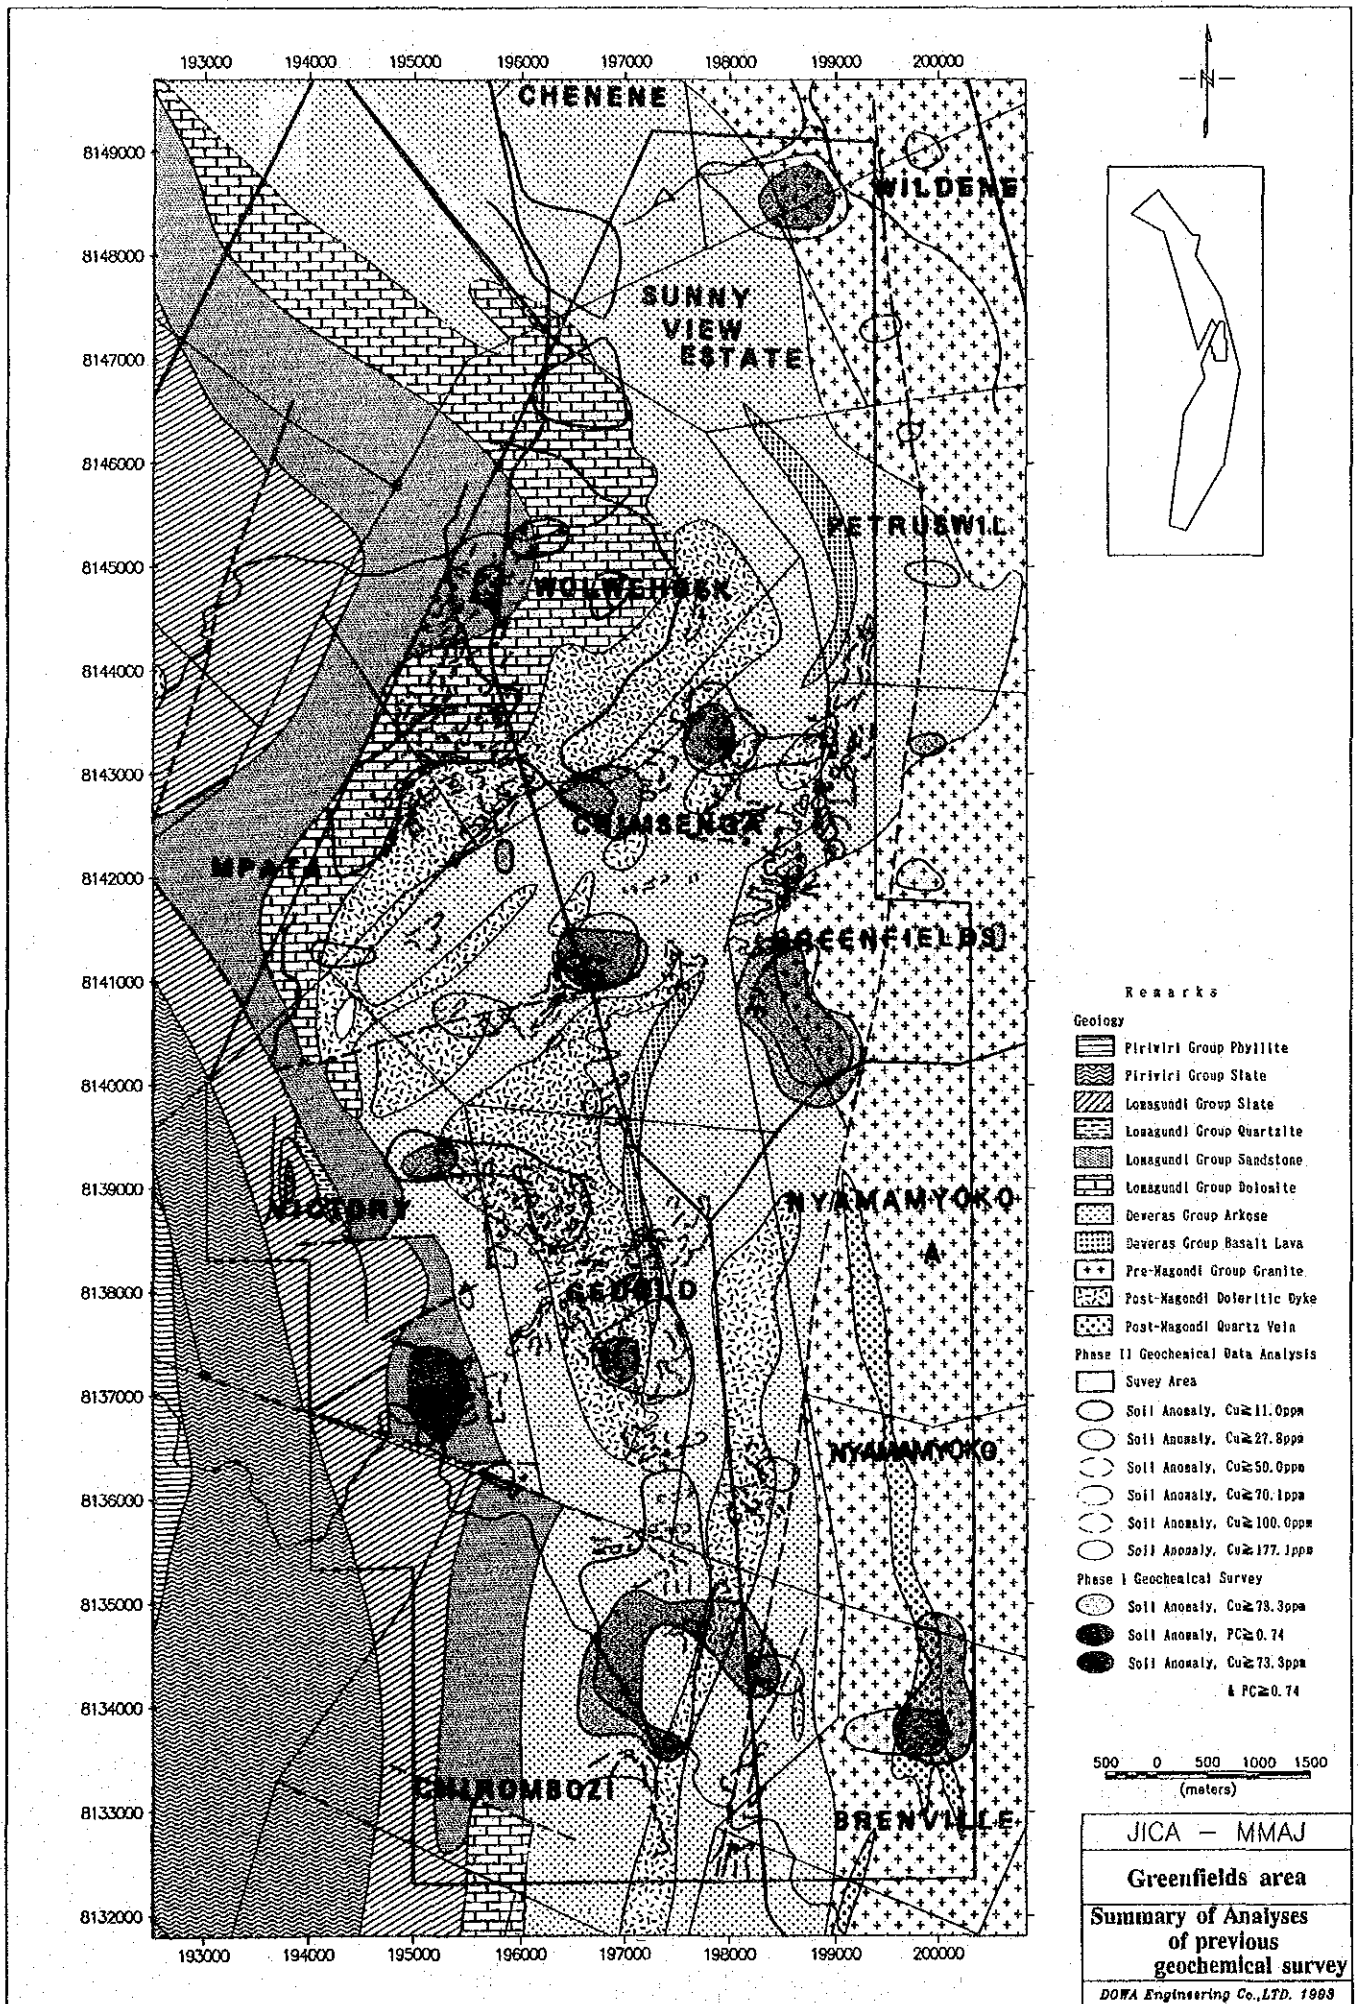 193000 194000 195000 196000 197000 198000 199000 200000
CHENENE
N
8149000
WILDENE
8148000
SUNNY
VIEW
ESTATE
8147000
8146000
PETRUSWIL
8145000
WOLWEHOEK
8144000
8143000
CHIMSENGA
MPATA
8142000
GREENFIELDS
8141000
8140000
8139000
NYAMAMYOKO
A
VICTORY
8138000
GEDULD
8137000
NYAMAMYOKO
8136000
8135000
8134000
CHIROMBOZI
8133000
BRENVILLE
8132000
193000 194000 195000 196000 197000 198000 199000 200000
Remarks
Geology
Piriwiri Group Phyllite
Piriwiri Group Slate
Lomagundi Group Slate
Lomagundi Group Quartzite
Lomagundi Group Sandstone
Lomagundi Group Dolomite
Deweras Group Arkose
Deweras Group Basalt Lava
Pre-Magondi Group Granite
Post-Magondi Doleritic Dyke
Post-Magondi Quartz Vein
Phase II Geochemical Data Analysis
Suvey Area
Soil Anomaly, Cu≧11.0ppm
Soil Anomaly, Cu≧27.8ppm
Soil Anomaly, Cu≧50.0ppm
Soil Anomaly, Cu≧70.1ppm
Soil Anomaly, Cu≧100.0ppm
Soil Anomaly, Cu≧177.1ppm
Phase I Geochemical Survey
Soil Anomaly, Cu≧73.3ppm
Soil Anomaly, PC≧0.74
Soil Anomaly, Cu≧73.3ppm
& PC≧0.74
500 0 500 1000 1500
(meters)
JICA - MMAJ
Greenfields area
Summary of Analyses
of previous
geochemical survey
DOWA Engineering Co.,LTD. 1993